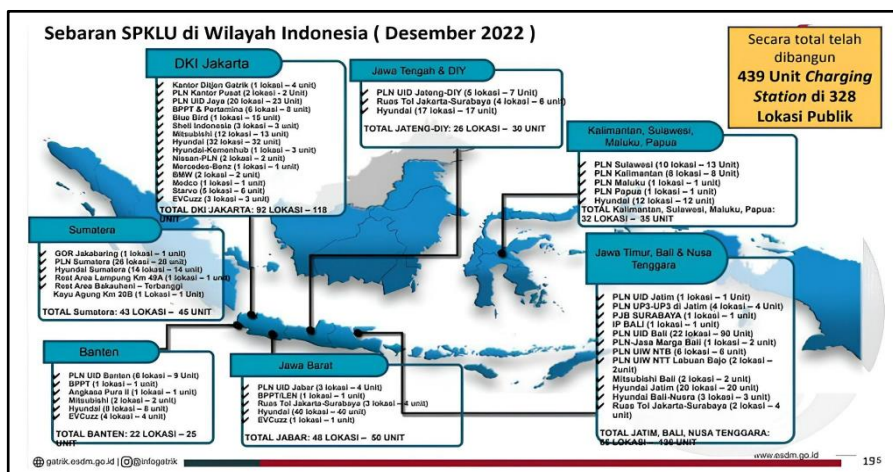 Sebaran SPKLU di Wilayah Indonesia ( Desember 2022 )
Secara total telah
dibangun
439 Unit Charging
Station di 328
Lokasi Publik
DKI Jakarta
Kantor Ditjen Gatrik (1 lokasi – 4 unit)
PLN Kantor Pusat (2 lokasi - 2 unit)
PLN UID Jaya (20 lokasi – 23 Unit)
BPPT & Pertamina (6 lokasi – 8 unit)
Blue Bird (1 lokasi – 15 unit)
Shell Indonesia (3 lokasi – 3 unit)
Mitsubishi (12 lokasi – 13 unit)
Hyundai (32 lokasi – 32 unit)
Hyundai-Kemenhub (1 lokasi – 3 unit)
Nissan-PLN (2 lokasi – 2 unit)
Mercedes-Benz (1 lokasi – 1 unit)
BMW (2 lokasi – 2 unit)
Medco (1 lokasi – 1 unit)
Starvo (5 lokasi – 6 unit)
EVCuzz (3 lokasi – 3 unit)
TOTAL DKI JAKARTA: 92 LOKASI – 118
UNIT
Jawa Tengah & DIY
PLN UID Jateng-DIY (5 lokasi – 7 Unit)
Ruas Tol Jakarta-Surabaya (4 lokasi – 6 unit)
Hyundai (17 lokasi – 17 unit)
TOTAL JATENG-DIY: 26 LOKASI – 30 UNIT
Kalimantan, Sulawesi,
Maluku, Papua
PLN Sulawesi (10 lokasi – 13 Unit)
PLN Kalimantan (8 lokasi – 8 Unit)
PLN Maluku (1 lokasi – 1 unit)
PLN Papua (1 lokasi – 1 unit)
Hyundai (12 lokasi – 12 unit)
TOTAL Kalimantan, Sulawesi, Maluku, Papua:
32 LOKASI – 35 UNIT
Sumatera
GOR Jakabaring (1 lokasi – 1 unit)
PLN Sumatera (26 lokasi – 28 unit)
Hyundai Sumatera (14 lokasi – 14 unit)
Rest Area Lampung Km 49A (1 lokasi – 1 unit)
Rest Area Bakauheni – Terbanggi
Kayu Agung Km 20B (1 Lokasi – 1 Unit)
TOTAL Sumatera: 43 LOKASI – 45 UNIT
Jawa Timur, Bali & Nusa
Tenggara
PLN UID Jatim (1 lokasi – 1 Unit)
PLN UP3-UP3 di Jatim (4 lokasi – 4 Unit)
PJB SURABAYA (1 lokasi – 1 unit)
IP BALI (1 lokasi – 1 unit)
PLN UID Bali (22 lokasi – 90 Unit)
PLN-Jasa Marga Bali (1 lokasi – 2 unit)
PLN UIW NTB (6 lokasi – 6 unit)
PLN UIW NTT Labuan Bajo (2 lokasi –
2unit)
Mitsubishi Bali (2 lokasi – 2 unit)
Hyundai Jatim (20 lokasi – 20 unit)
Hyundai Bali-Nusra (3 lokasi – 3 unit)
Ruas Tol Jakarta-Surabaya (2 lokasi – 4
unit)
TOTAL JATIM, BALI, NUSA TENGGARA:
LOKASI – 136 UNIT
Banten
PLN UID Banten (6 lokasi – 9 Unit)
BPPT (1 lokasi – 1 unit)
Angkasa Pura II (1 lokasi – 1 unit)
Mitsubishi (2 lokasi – 2 unit)
Hyundai (8 lokasi – 8 unit)
EVCuzz (4 lokasi – 4 unit)
TOTAL BANTEN: 22 LOKASI – 25
UNIT
Jawa Barat
PLN UID Jabar (3 lokasi – 4 Unit)
BPPT/LEN (1 lokasi – 1 unit)
Ruas Tol Jakarta-Surabaya (3 lokasi – 4 unit)
Hyundai (40 lokasi – 40 unit)
EVCuzz (1 lokasi – 1 unit)
TOTAL JABAR: 48 LOKASI – 50 UNIT
gatrik.esdm.go.id | @infogatrik
www.esdm.go.id